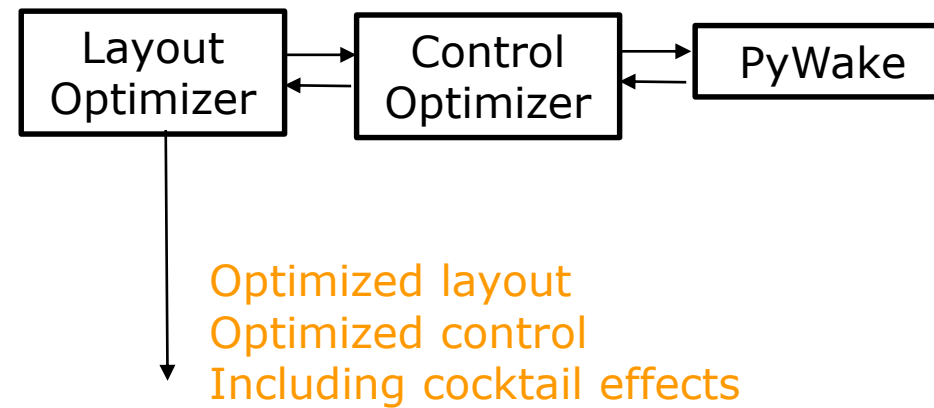 Layout
Optimizer
Control
Optimizer
PyWake
Optimized layout
Optimized control
Including cocktail effects